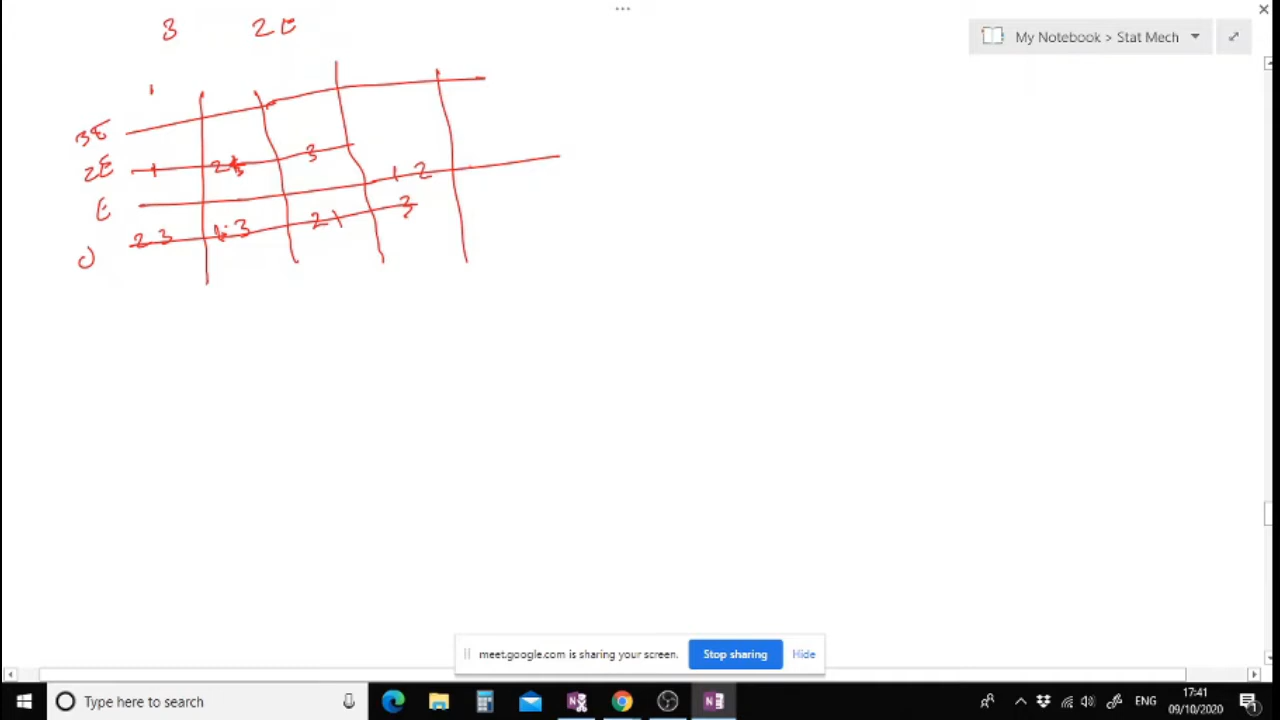 ...
3 2E
My Notebook > Stat Mech
3E
2E 1 2 3
E 1 2
0 2 3 1 3 2 1 3
meet.google.com is sharing your screen. Stop sharing Hide
Type here to search
ENG
17:41
09/10/2020
1